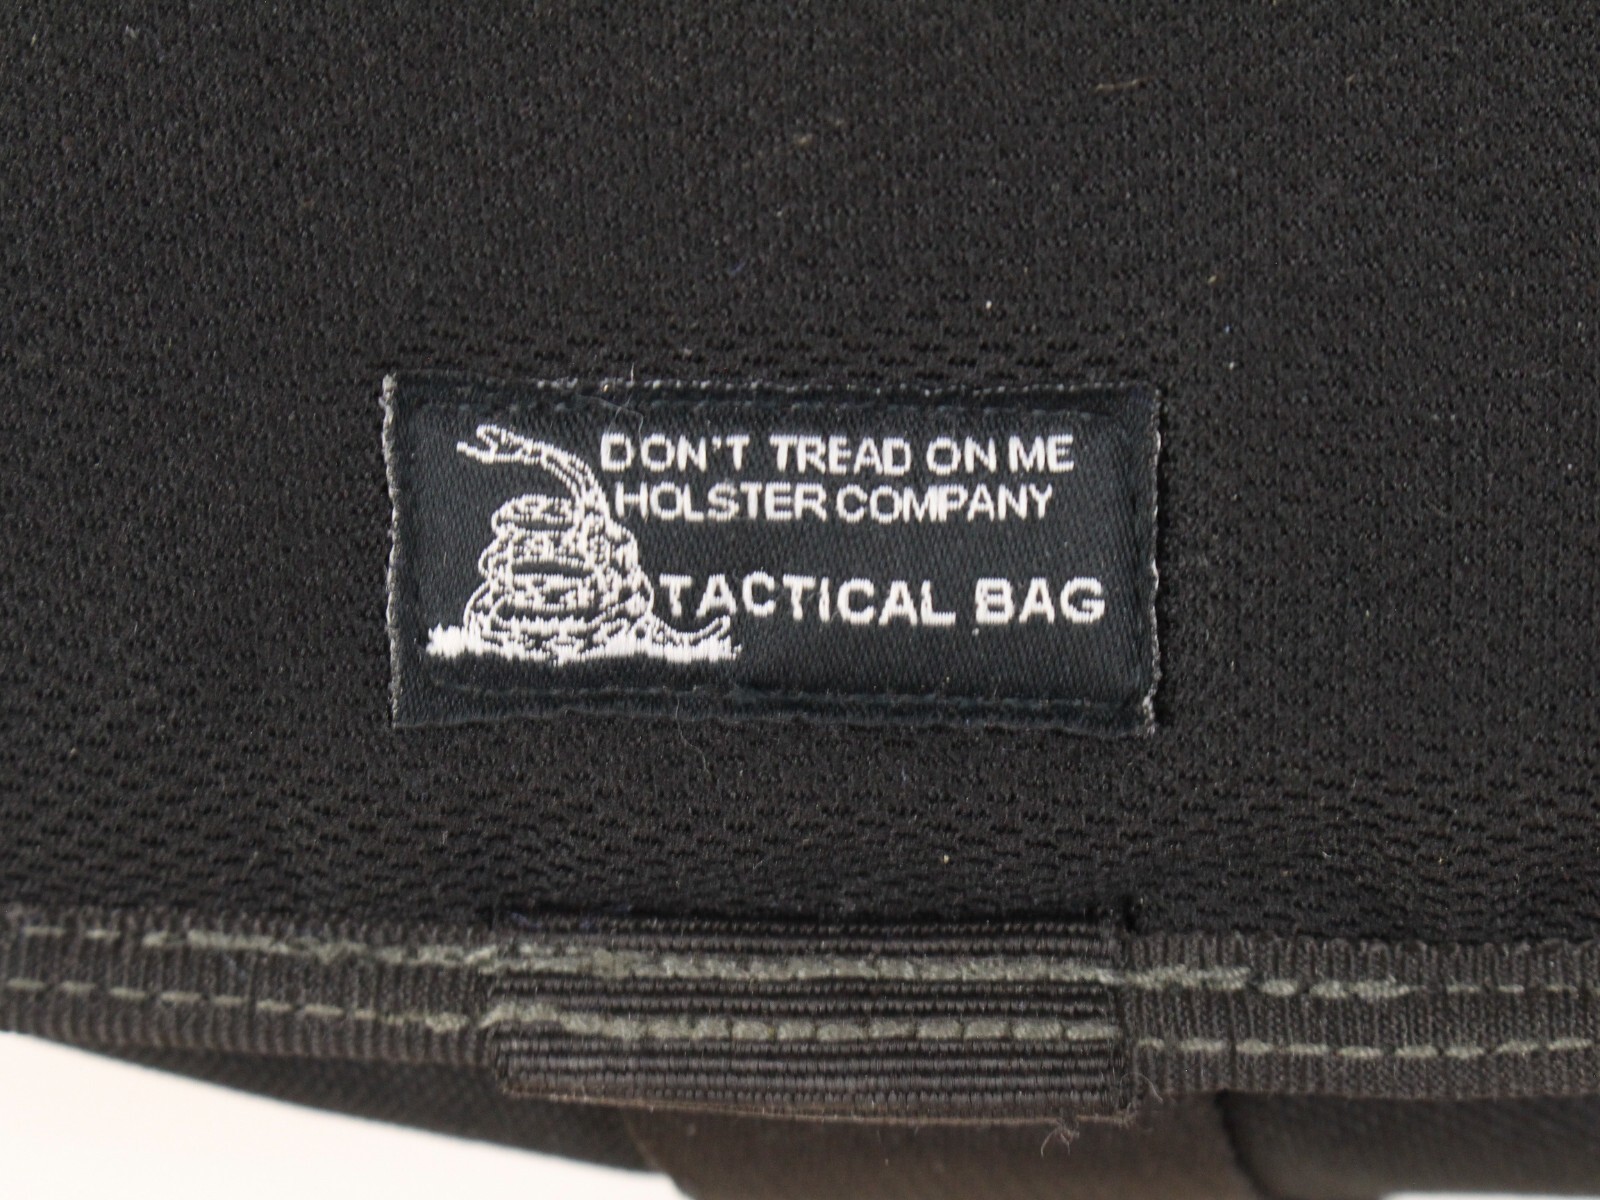 DON'T TREAD ON ME
HOLSTER COMPANY
TACTICAL BAG